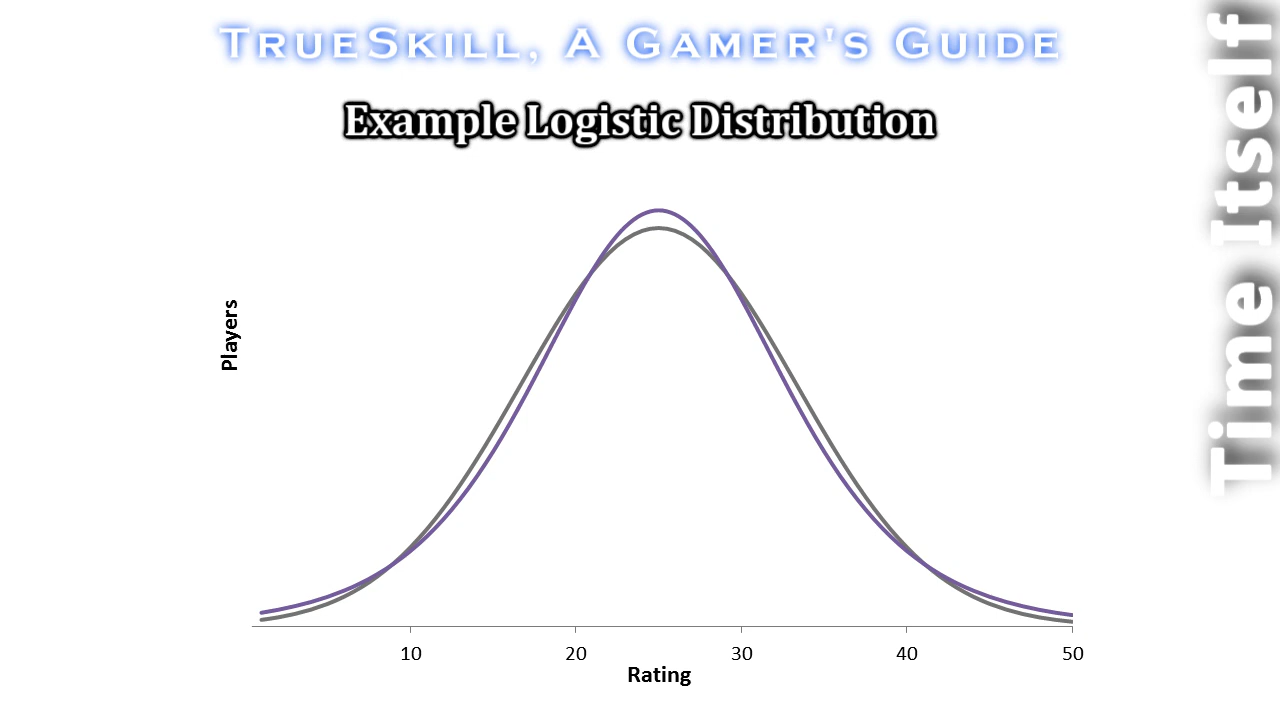 TrueSkill, A Gamer's Guide
Example Logistic Distribution
Time Itself
Players
10 20 30 40 50
Rating